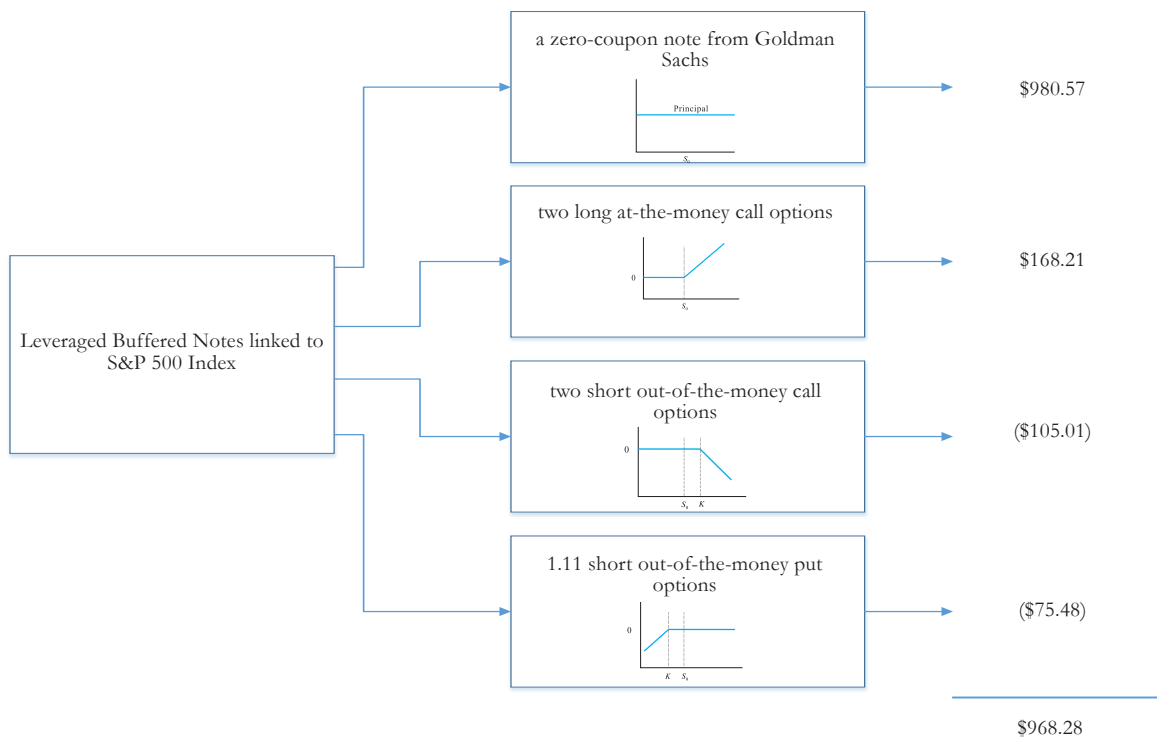 a zero-coupon note from Goldman
Sachs
Principal
S₀
$980.57
two long at-the-money call options
0
S₀
$168.21
Leveraged Buffered Notes linked to
S&P 500 Index
two short out-of-the-money call
options
0
S₀ K
($105.01)
1.11 short out-of-the-money put
options
0
K S₀
($75.48)
$968.28